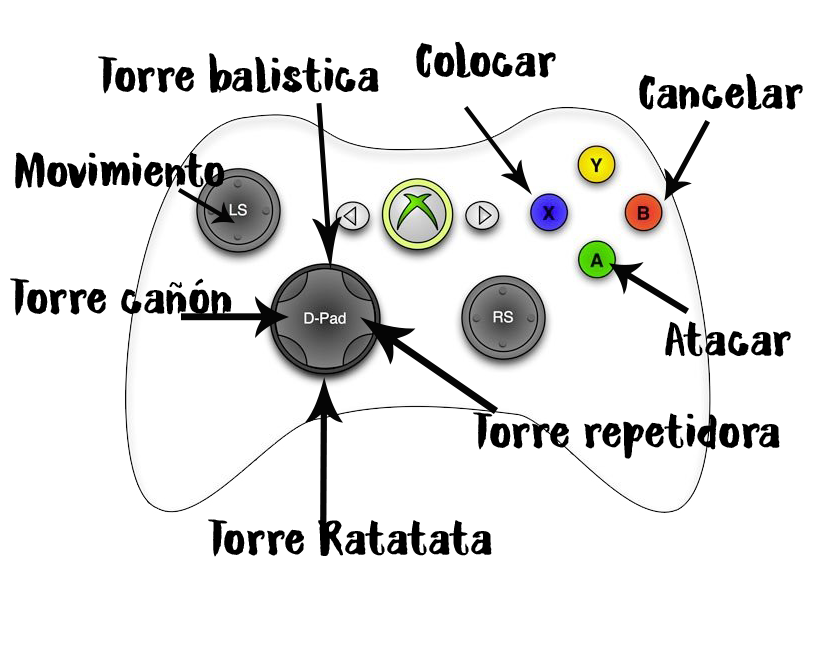 Colocar
Torre balistica
Cancelar
Y
Movimiento
LS
X
B
A
Torre cañón
D-Pad
RS
Atacar
Torre repetidora
Torre Ratatata